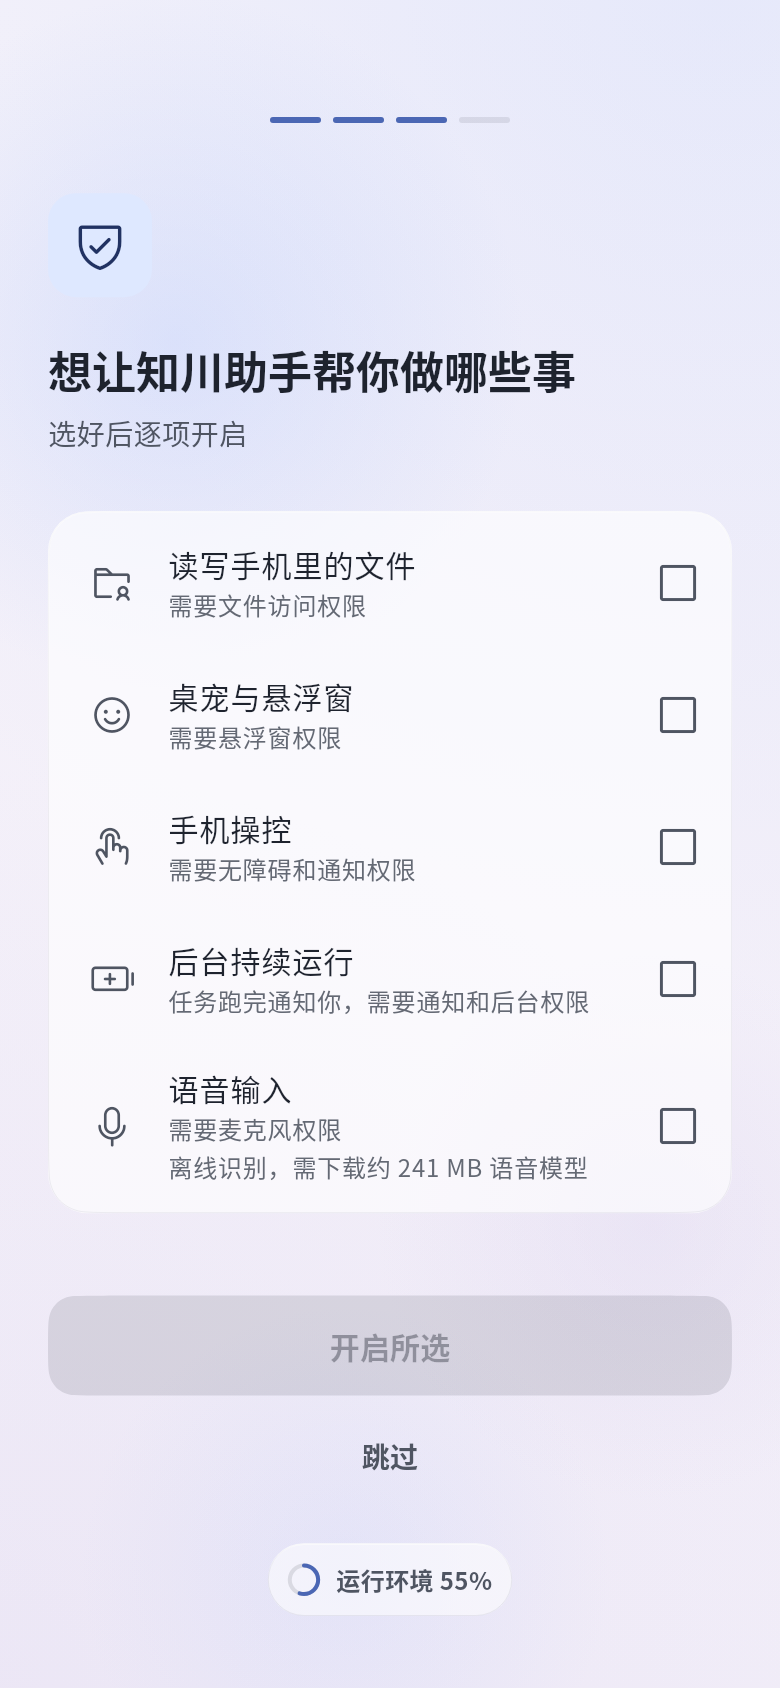 想让知川助手帮你做哪些事
选好后逐项开启
读写手机里的文件
需要文件访问权限
桌宠与悬浮窗
需要悬浮窗权限
手机操控
需要无障碍和通知权限
后台持续运行
任务跑完通知你，需要通知和后台权限
语音输入
需要麦克风权限
离线识别，需下载约 241 MB 语音模型
开启所选
跳过
运行环境 55%